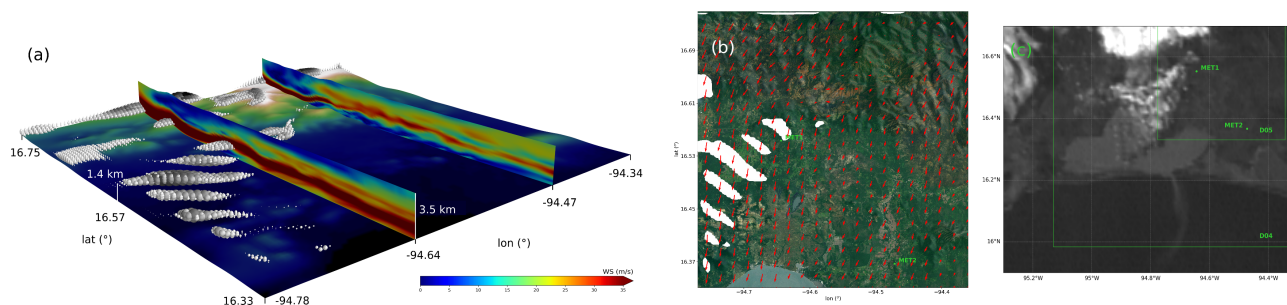 (a)
16.75
16.57
lat (°)
16.33
1.4 km
3.5 km
-94.78
-94.64
-94.47
-94.34
lon (°)
WS (m/s)
0 5 10 15 20 25 30 35
(b)
16.69
16.61
16.53
16.45
16.37
lat (°)
MET1
MET2
−94.7 −94.6 −94.5 −94.4
lon (°)
(c)
16.6°N
16.4°N
16.2°N
16°N
MET1
MET2
D05
D04
95.2°W 95°W 94.8°W 94.6°W 94.4°W